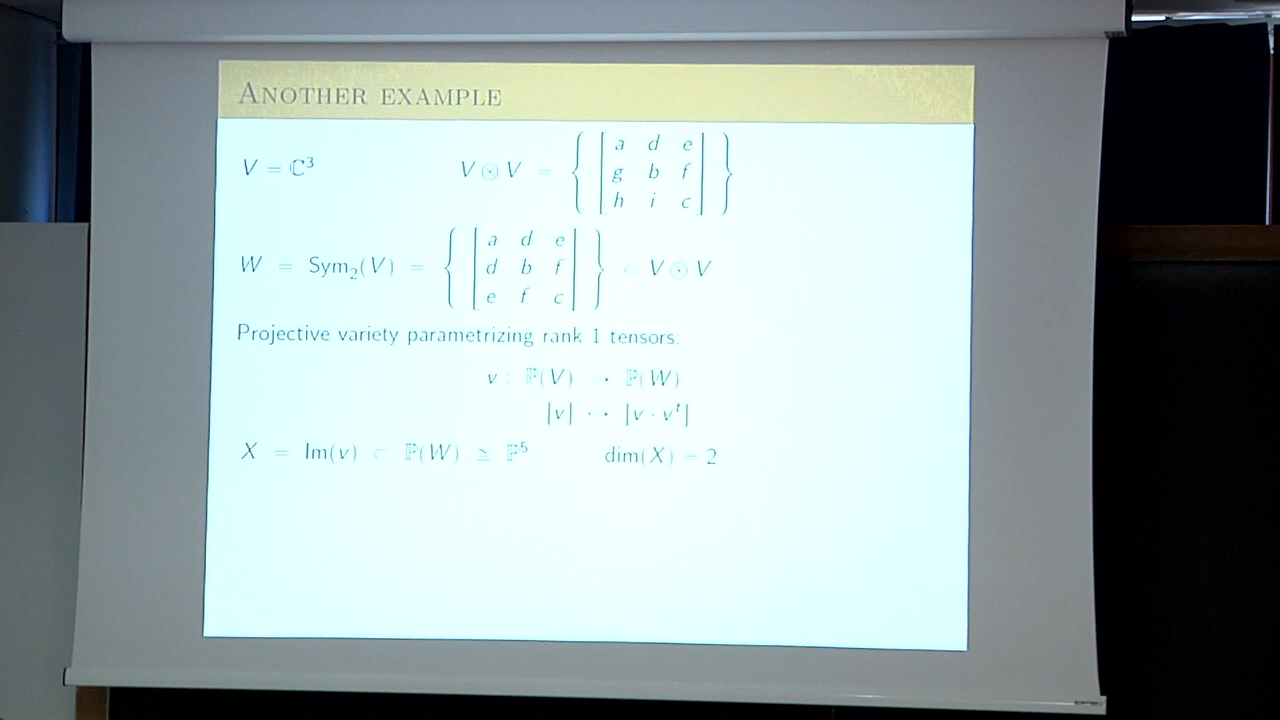 ANOTHER EXAMPLE
V = ℂ³ V ⊙ V = { | a d e | }
| g b f |
| h i c |
W = Sym₂(V) = { | a d e | } ⊂ V ⊙ V
| d b f |
| e f c |
Projective variety parametrizing rank 1 tensors:
v : ℙ(V) → ℙ(W)
|v| ↦ |v · vᵗ|
X = Im(v) ⊂ ℙ(W) ≅ ℙ⁵ dim(X) = 2